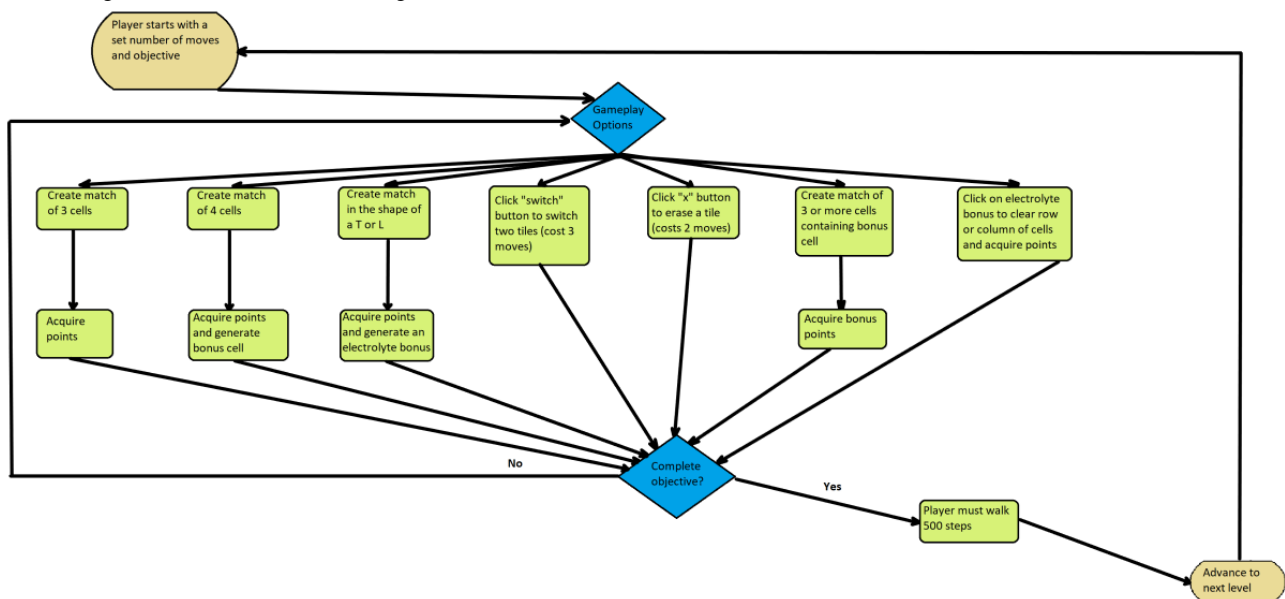 Player starts with a
set number of moves
and objective
Gameplay
Options
Create match
of 3 cells
Create match
of 4 cells
Create match
in the shape of
a T or L
Click "switch"
button to switch
two tiles (cost 3
moves)
Click "x" button
to erase a tile
(costs 2 moves)
Create match of
3 or more cells
containing bonus
cell
Click on electrolyte
bonus to clear row
or column of cells
and acquire points
Acquire
points
Acquire points
and generate
bonus cell
Acquire points
and generate an
electrolyte bonus
Acquire bonus
points
No
Complete
objective?
Yes
Player must walk
500 steps
Advance to
next level